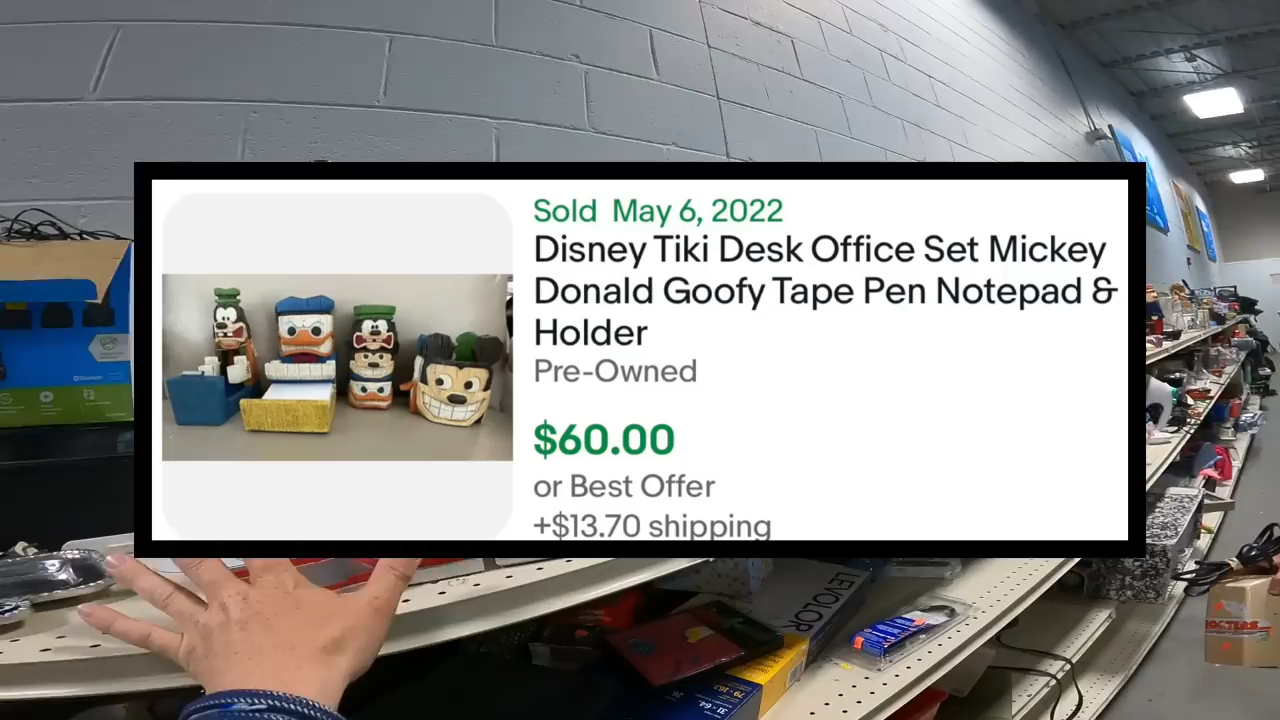 Sold May 6, 2022
Disney Tiki Desk Office Set Mickey
Donald Goofy Tape Pen Notepad &
Holder
Pre-Owned
$60.00
or Best Offer
+$13.70 shipping
LEVOLOR